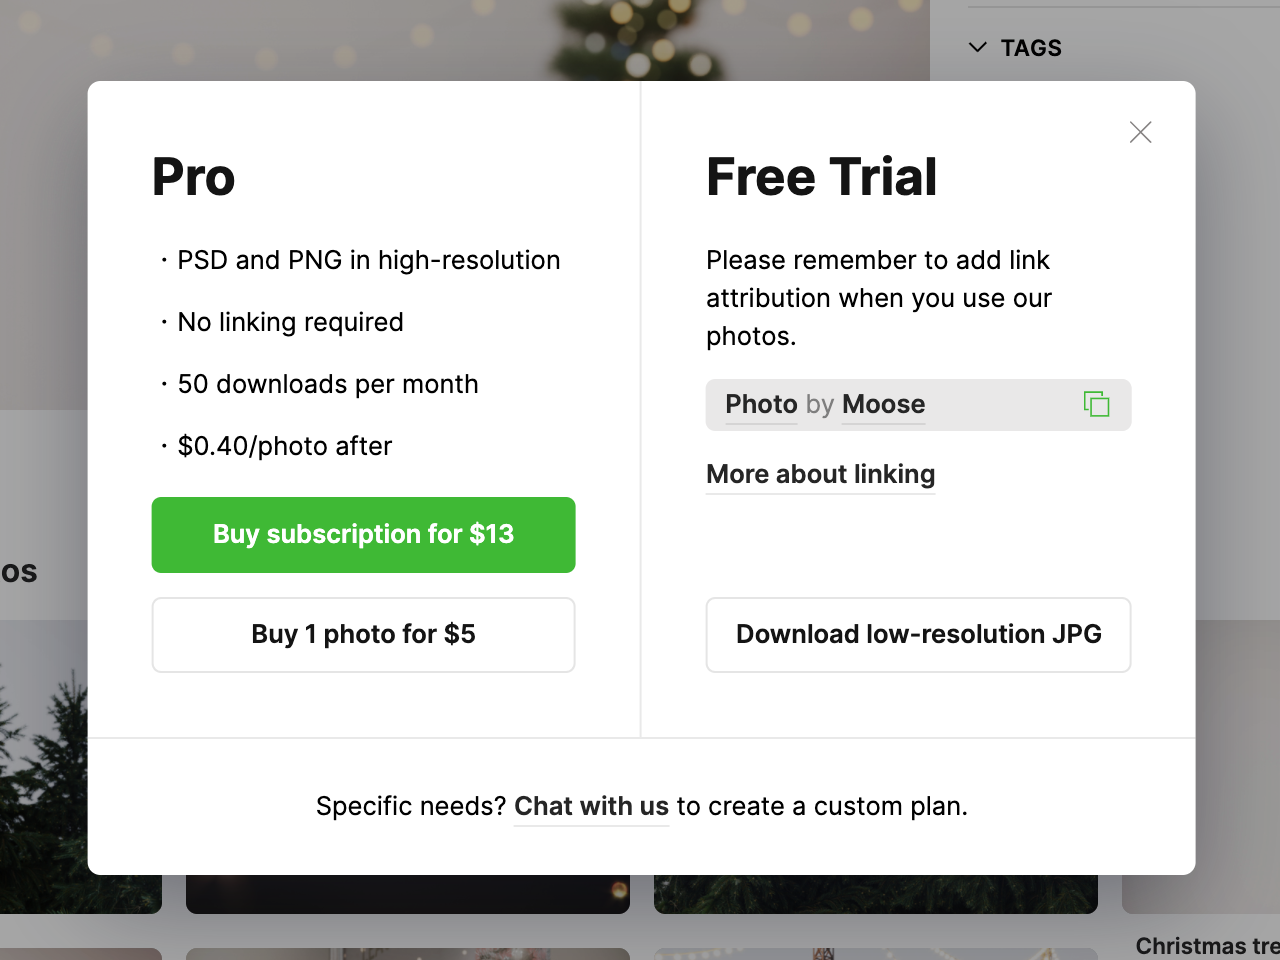 TAGS
Pro
· PSD and PNG in high-resolution
· No linking required
· 50 downloads per month
· $0.40/photo after
Buy subscription for $13
Buy 1 photo for $5
Free Trial
Please remember to add link
attribution when you use our
photos.
Photo by Moose
More about linking
Download low-resolution JPG
Specific needs? Chat with us to create a custom plan.
os
Christmas tre